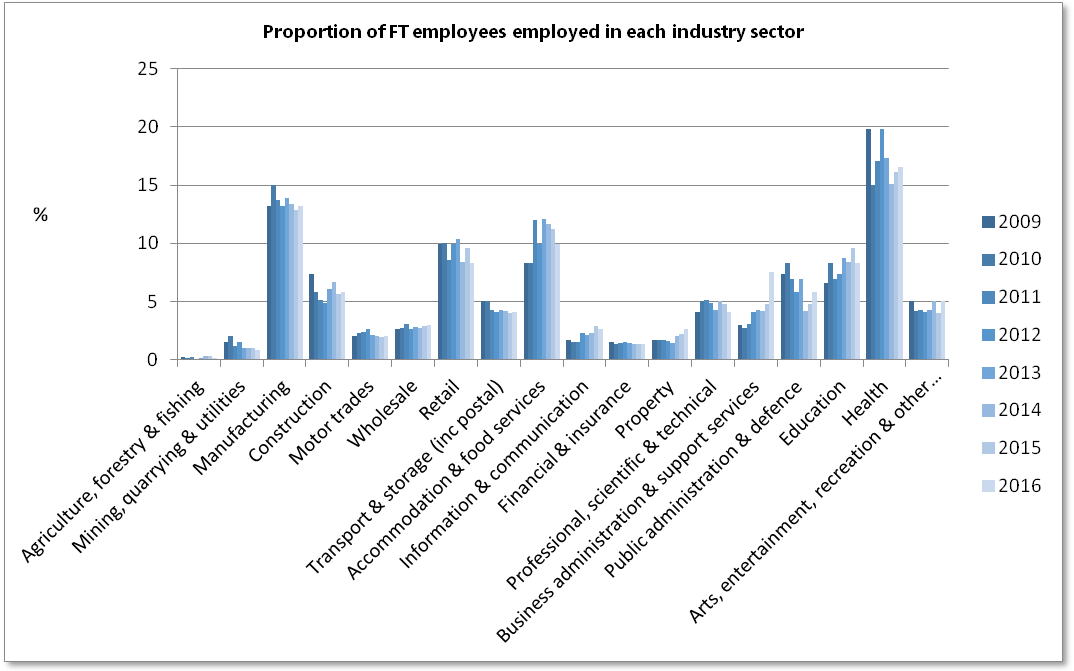 Proportion of FT employees employed in each industry sector
25
20
15
10
5
0
%
Agriculture, forestry & fishing
Mining, quarrying & utilities
Manufacturing
Construction
Motor trades
Wholesale
Retail
Transport & storage (inc postal)
Accommodation & food services
Information & communication
Financial & insurance
Property
Professional, scientific & technical
Business administration & support services
Public administration & defence
Education
Health
Arts, entertainment, recreation & other...
2009
2010
2011
2012
2013
2014
2015
2016